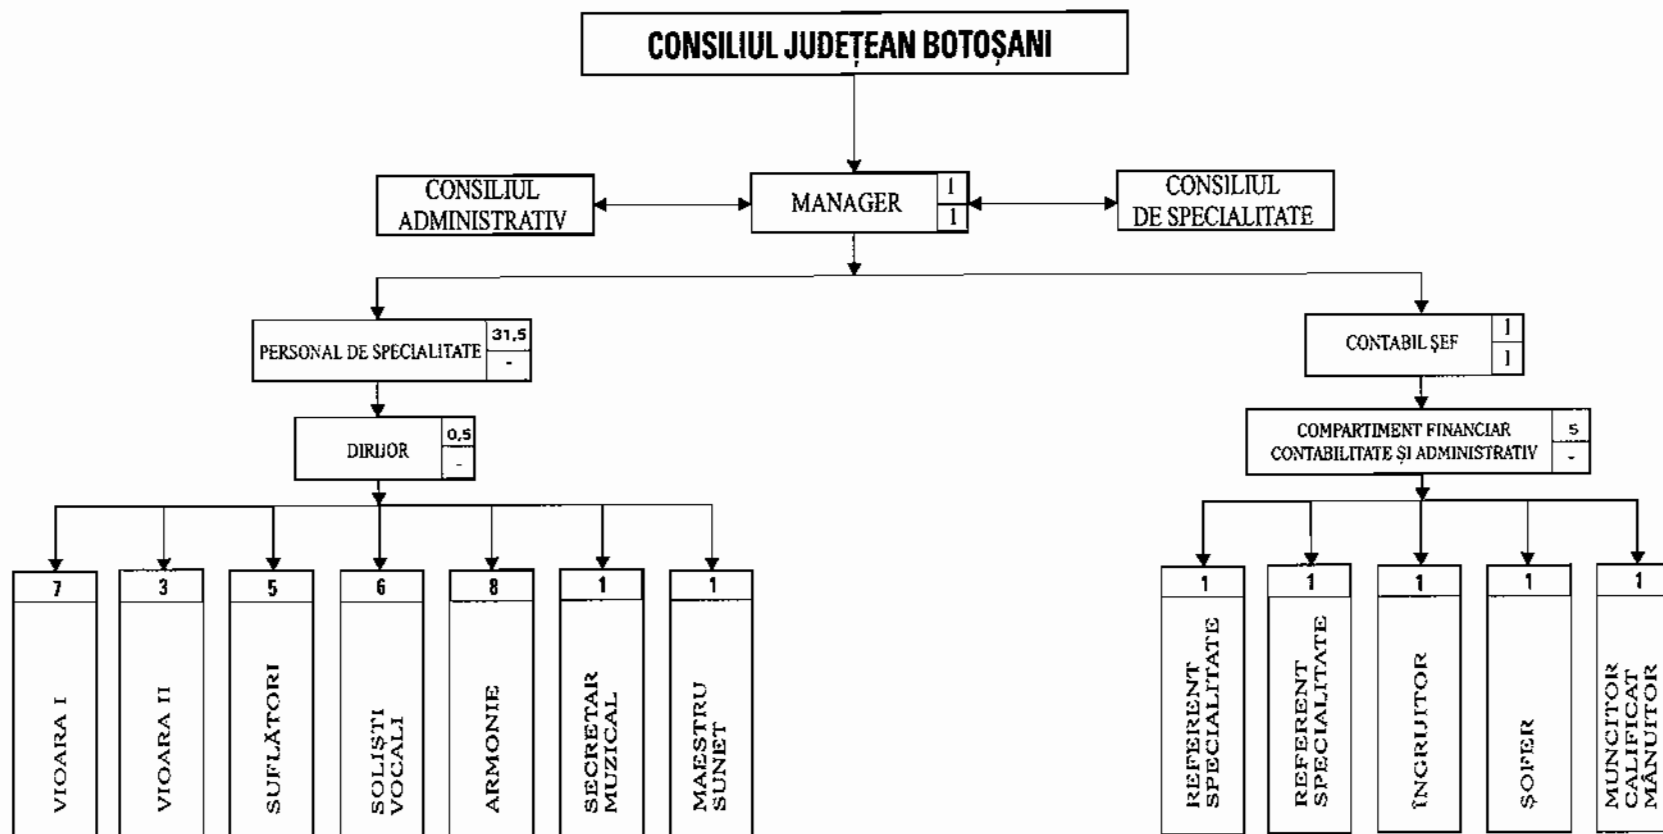 CONSILIUL JUDEȚEAN BOTOȘANI
CONSILIUL
ADMINISTRATIV
MANAGER
1
1
CONSILIUL
DE SPECIALITATE
PERSONAL DE SPECIALITATE
31,5
-
CONTABIL ȘEF
1
1
DIRIJOR
0,5
-
COMPARTIMENT FINANCIAR
CONTABILITATE ȘI ADMINISTRATIV
5
-
7
VIOARA I
3
VIOARA II
5
SUFLĂTORI
6
SOLIȘTI
VOCALI
8
ARMONIE
1
SECRETAR
MUZICAL
1
MAESTRU
SUNET
1
REFERENT
SPECIALITATE
1
REFERENT
SPECIALITATE
1
ÎNGRIJITOR
1
ȘOFER
1
MUNCITOR
CALIFICAT
MÂNUITOR